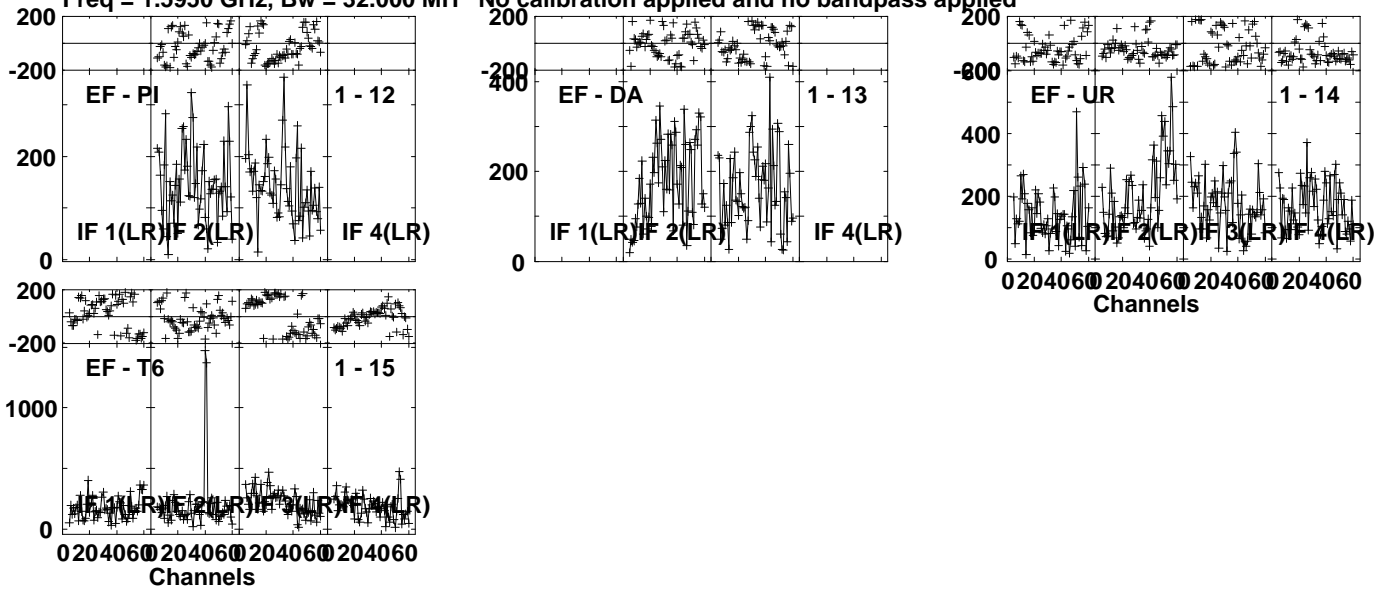 Freq = 1.5950 GHz, Bw = 32.000 MH No calibration applied and no bandpass applied
200 200 200
-200 -200 -200
400 600
EF - PI 1 - 12 EF - DA 1 - 13 EF - UR 1 - 14
400
200 200 200
IF 1(LR) IF 2(LR) IF 4(LR) IF 1(LR) IF 2(LR) IF 4(LR) IF 1(LR) IF 2(LR) IF 3(LR) IF 4(LR)
0 0 0
0 20 40 60 0 20 40 60 0 20 40 60 0 20 40 60
Channels
200
-200
EF - T6 1 - 15
1000
IF 1(LR) IF 2(LR) IF 3(LR) IF 4(LR)
0
0 20 40 60 0 20 40 60 0 20 40 60 0 20 40 60
Channels